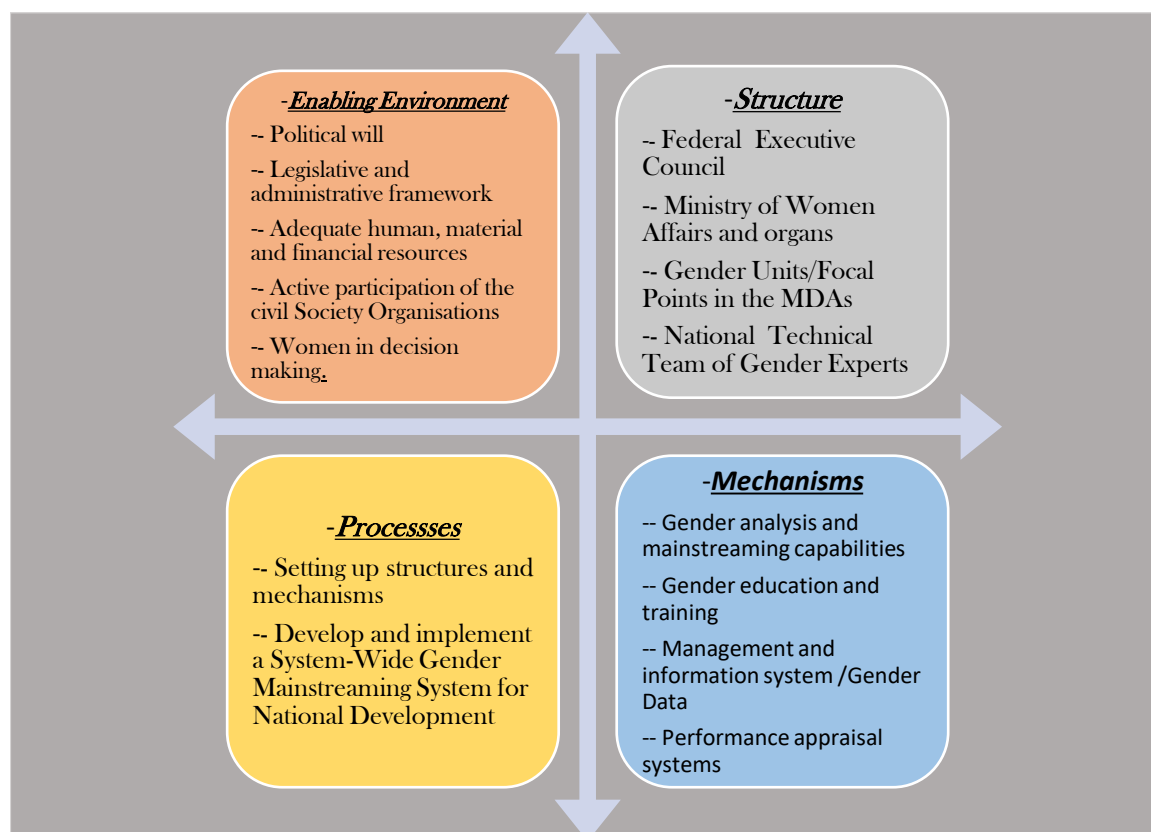 -Enabling Environment
-- Political will
-- Legislative and
administrative framework
-- Adequate human, material
and financial resources
-- Active participation of the
civil Society Organisations
-- Women in decision
making.
-Structure
-- Federal Executive
Council
-- Ministry of Women
Affairs and organs
-- Gender Units/Focal
Points in the MDAs
-- National Technical
Team of Gender Experts
-Processses
-- Setting up structures and
mechanisms
-- Develop and implement
a System-Wide Gender
Mainstreaming System for
National Development
-Mechanisms
-- Gender analysis and
mainstreaming capabilities
-- Gender education and
training
-- Management and
information system /Gender
Data
-- Performance appraisal
systems